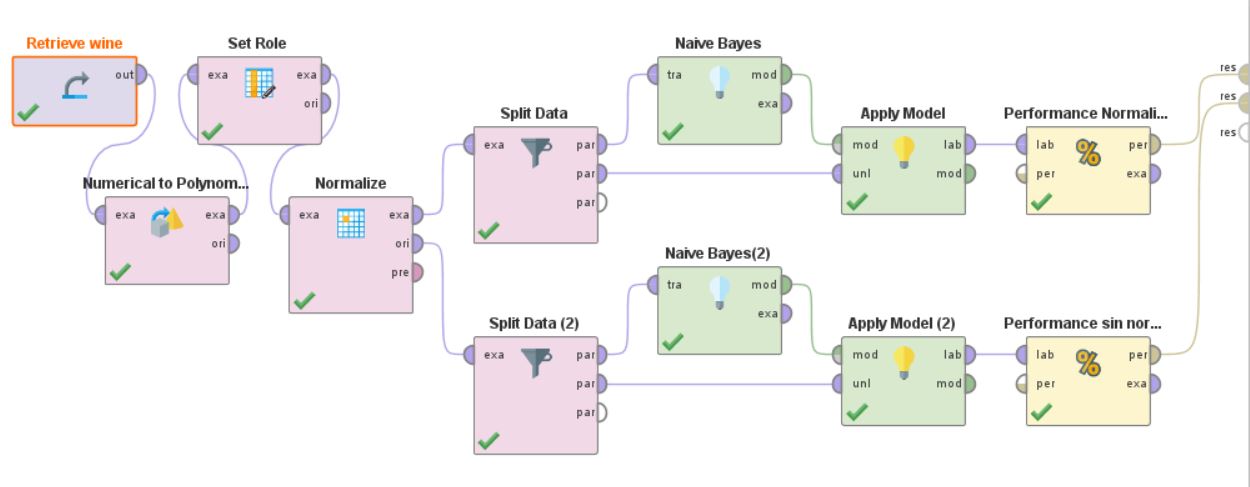 Retrieve wine
out
Set Role
exa exa
ori
Numerical to Polynom...
exa exa
ori
Normalize
exa exa
ori
pre
Split Data
exa par
par
par
Naive Bayes
tra mod
exa
Apply Model
mod lab
unl mod
Performance Normali...
lab per
per exa
res
res
res
Split Data (2)
exa par
par
par
Naive Bayes(2)
tra mod
exa
Apply Model (2)
mod lab
unl mod
Performance sin nor...
lab per
per exa